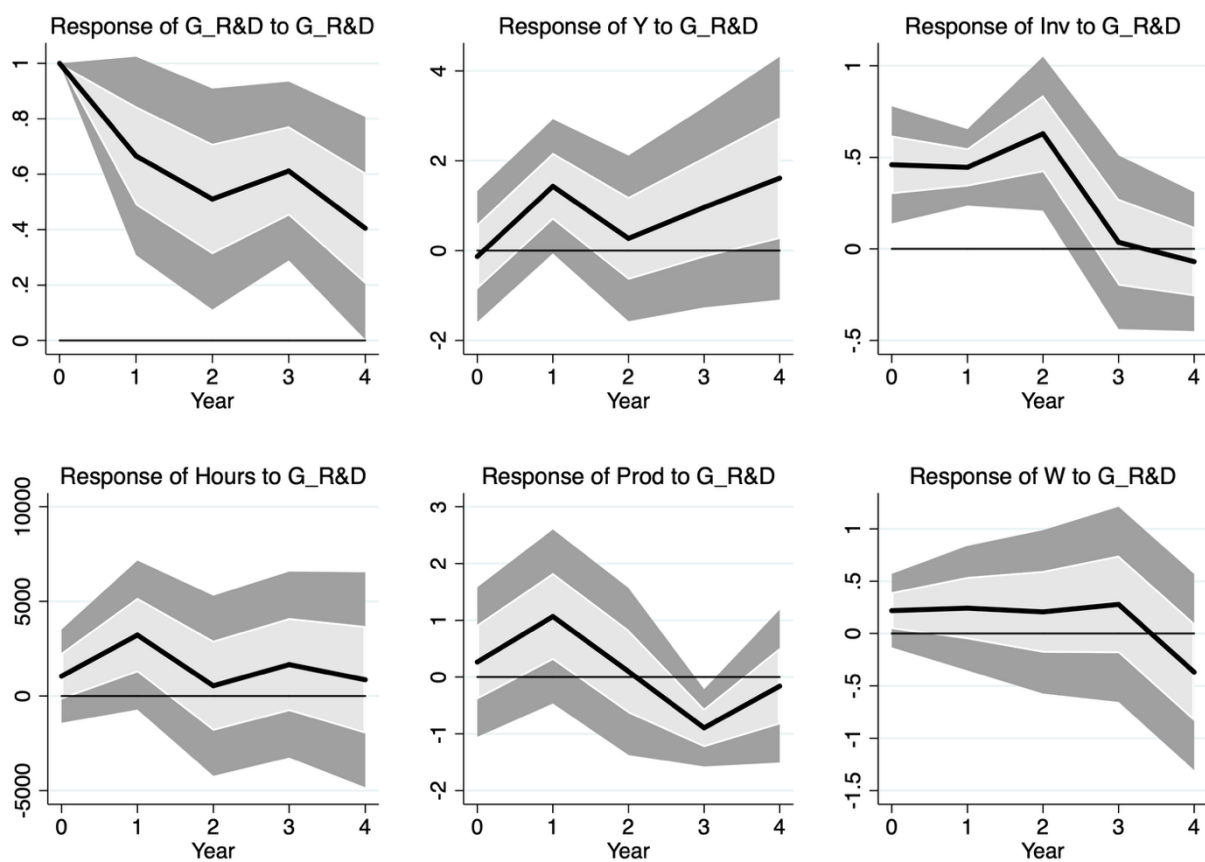 Response of G_R&D to G_R&D
1
.8
.6
.4
.2
0
0 1 2 3 4
Year
Response of Y to G_R&D
4
2
0
-2
0 1 2 3 4
Year
Response of Inv to G_R&D
1
.5
0
-.5
0 1 2 3 4
Year
Response of Hours to G_R&D
10000
5000
0
-5000
0 1 2 3 4
Year
Response of Prod to G_R&D
3
2
1
0
-1
-2
0 1 2 3 4
Year
Response of W to G_R&D
1
.5
0
-.5
-1
-1.5
0 1 2 3 4
Year